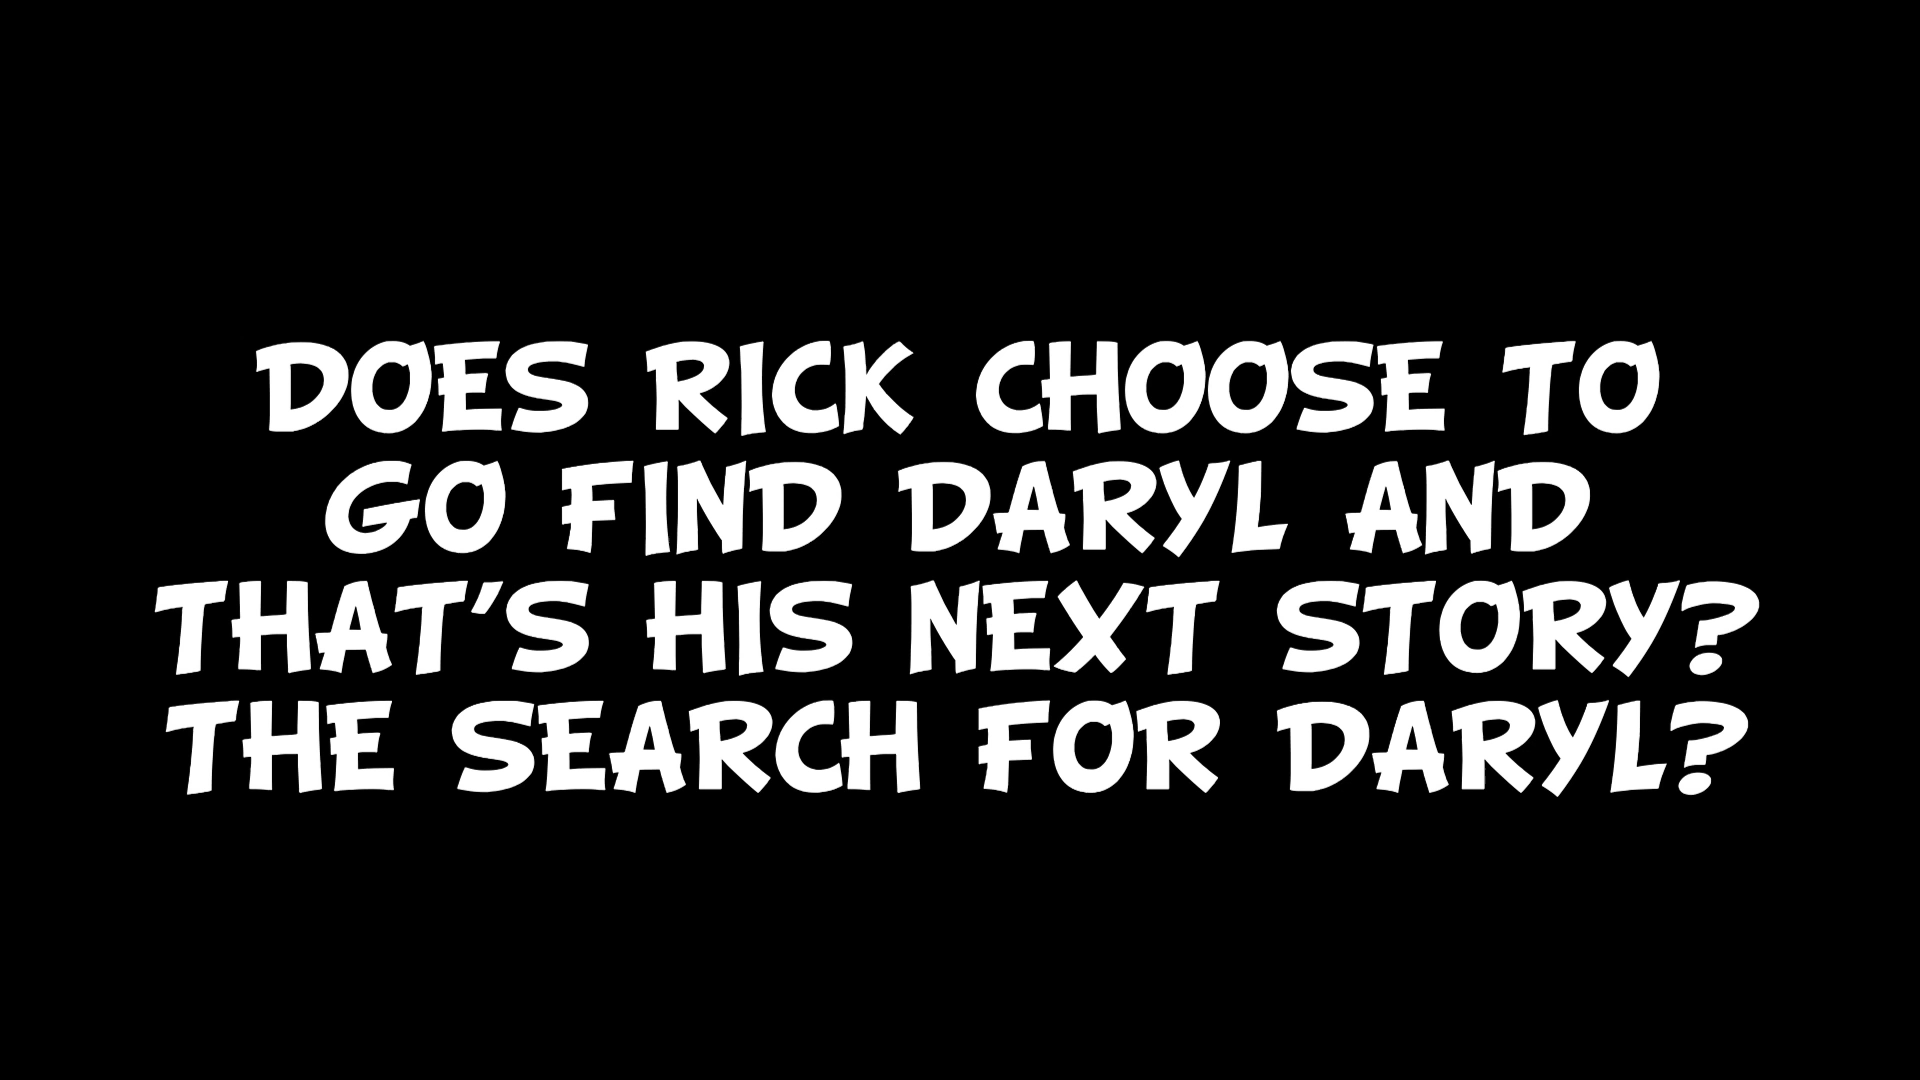 DOES RICK CHOOSE TO
GO FIND DARYL AND
THAT'S HIS NEXT STORY?
THE SEARCH FOR DARYL?